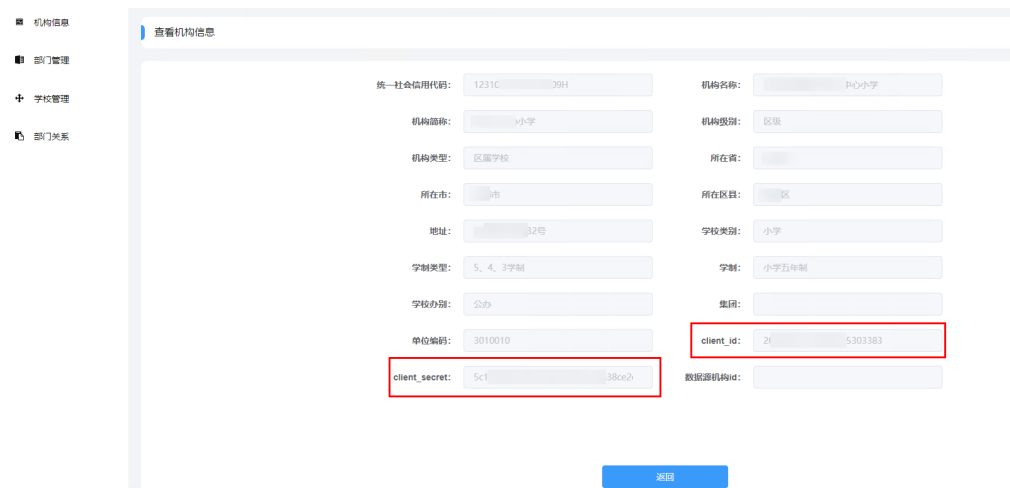 机构信息
部门管理
学校管理
部门关系
查看机构信息
统一社会信用代码： 1231C 09H 机构名称： 中心小学
机构简称： 小学 机构级别： 区级
机构类型： 区属学校 所在省：
所在市： 市 所在区县： 区
地址： 32号 学校类别： 小学
学制类型： 5、4、3学制 学制： 小学五年制
学校办别： 公办 集团：
单位编码： 3010010 client_id： 2( 5303383
client_secret： 5c1 38ce2 数据源机构id：
返回